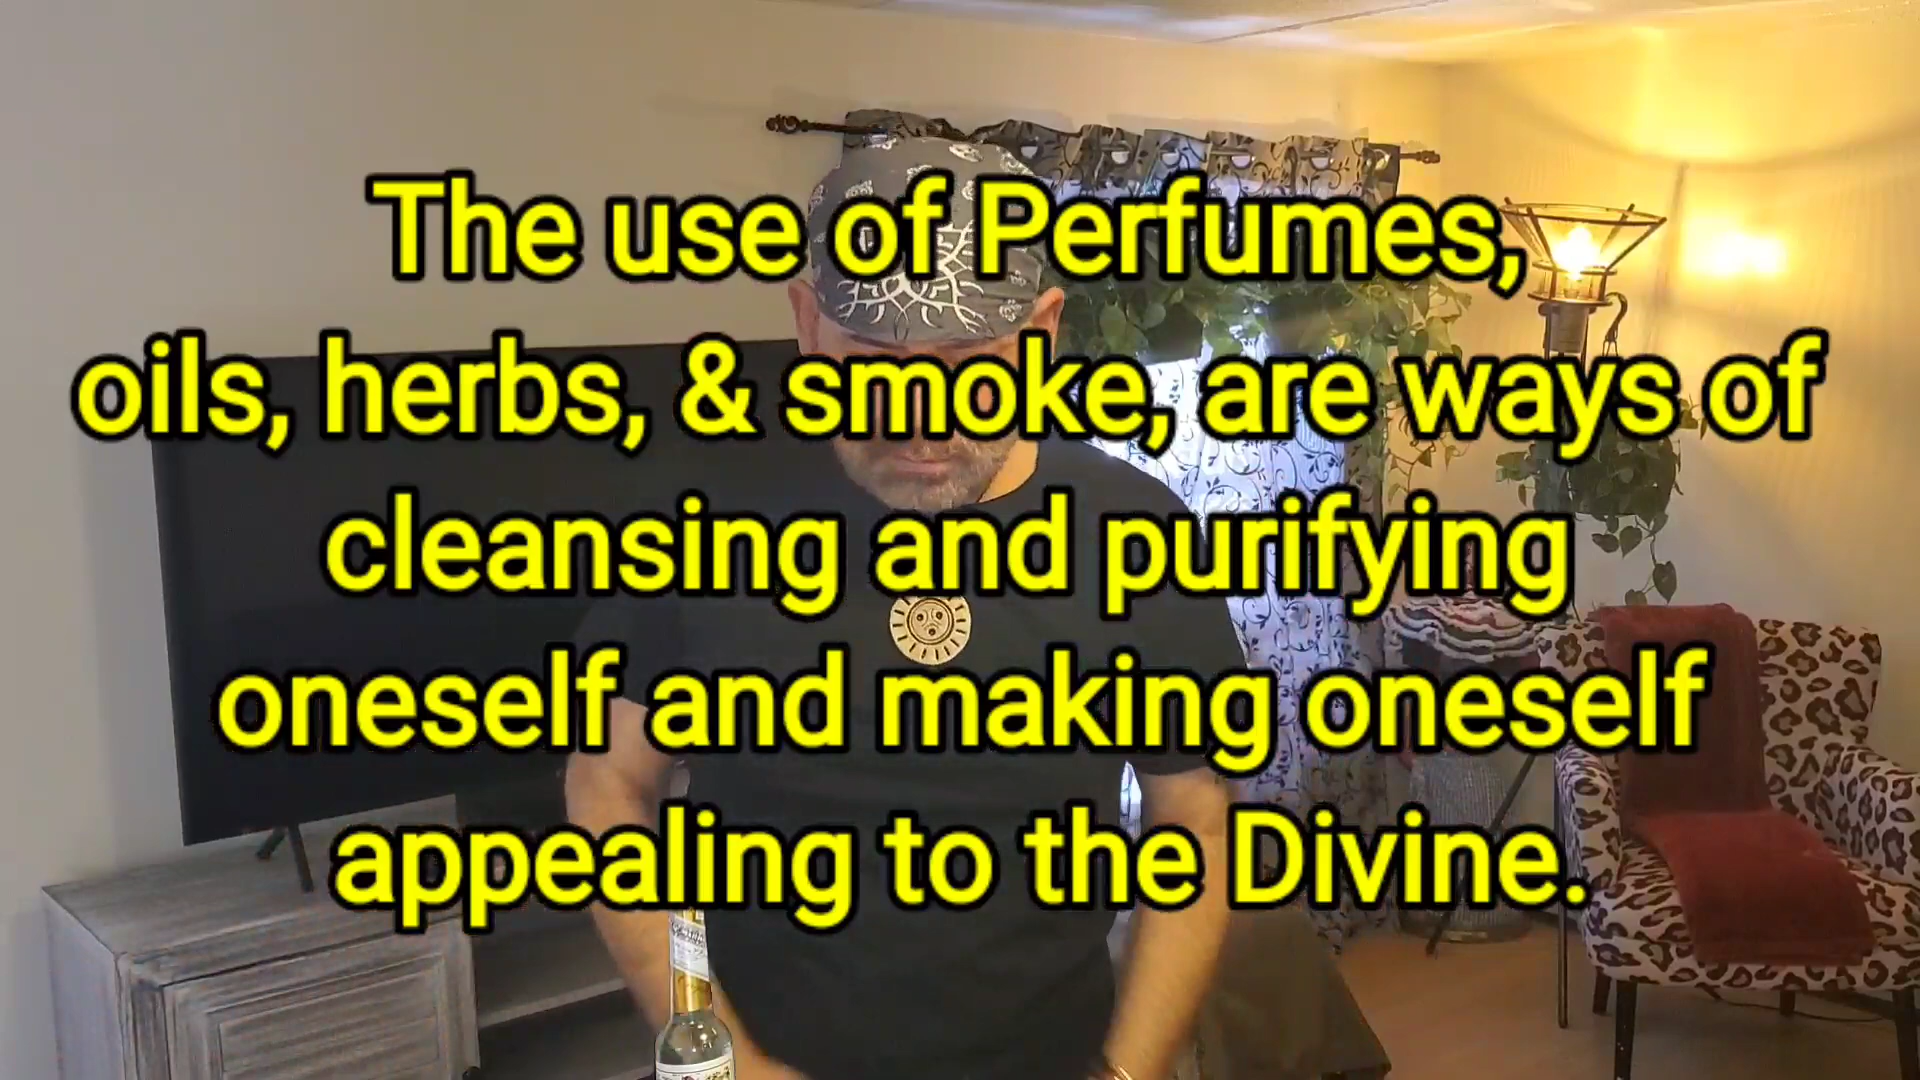 The use of Perfumes,
oils, herbs, & smoke, are ways of
cleansing and purifying
oneself and making oneself
appealing to the Divine.